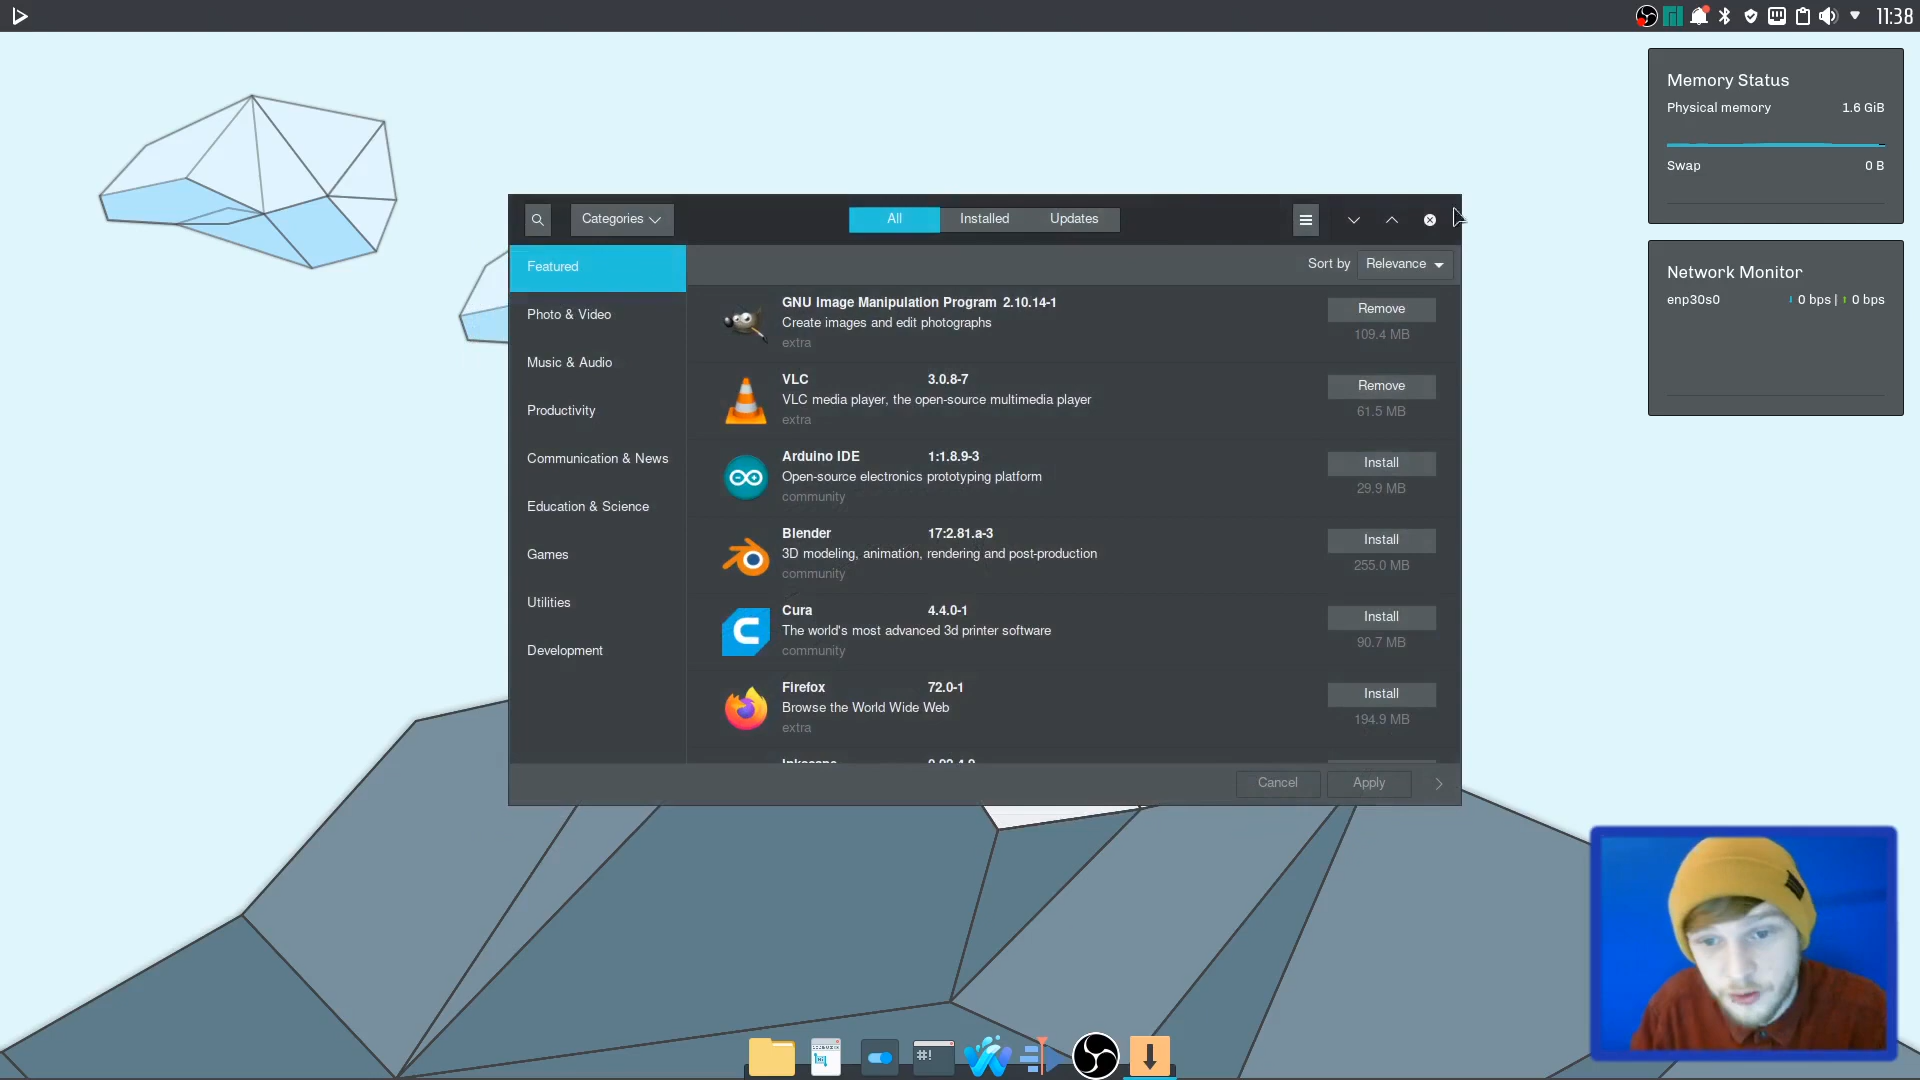 11:38
Memory Status
Physical memory 1.6 GiB
Swap 0 B
Network Monitor
enp30s0 0 bps | 0 bps
Categories
All Installed Updates
Sort by Relevance
Featured
Photo & Video
Music & Audio
Productivity
Communication & News
Education & Science
Games
Utilities
Development
GNU Image Manipulation Program 2.10.14-1
Create images and edit photographs
extra
Remove
109.4 MB
VLC 3.0.8-7
VLC media player, the open-source multimedia player
extra
Remove
61.5 MB
Arduino IDE 1:1.8.9-3
Open-source electronics prototyping platform
community
Install
29.9 MB
Blender 17:2.81.a-3
3D modeling, animation, rendering and post-production
community
Install
255.0 MB
Cura 4.4.0-1
The world's most advanced 3d printer software
community
Install
90.7 MB
Firefox 72.0-1
Browse the World Wide Web
extra
Install
194.9 MB
Cancel Apply
#!